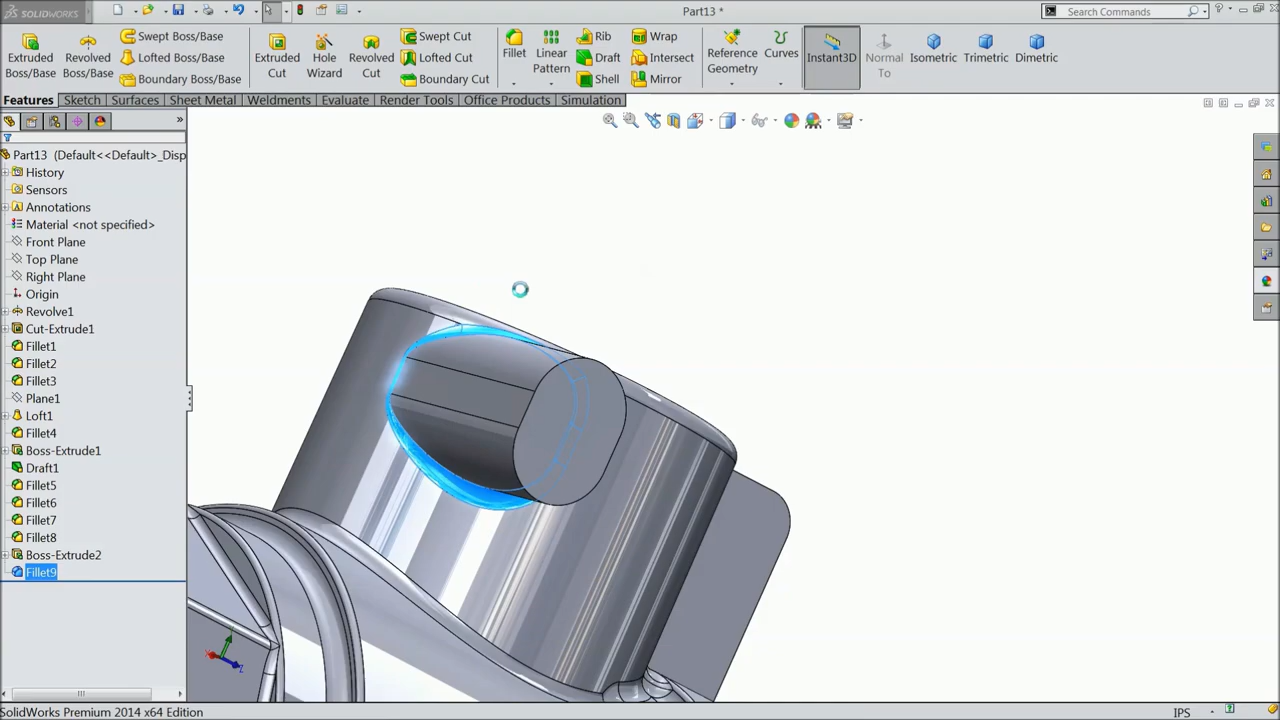 SOLIDWORKS
Part13 *
Search Commands
Extruded Boss/Base
Revolved Boss/Base
Swept Boss/Base
Lofted Boss/Base
Boundary Boss/Base
Extruded Cut
Hole Wizard
Revolved Cut
Swept Cut
Lofted Cut
Boundary Cut
Fillet
Linear Pattern
Rib
Draft
Shell
Wrap
Intersect
Mirror
Reference Geometry
Curves
Instant3D
Normal To
Isometric
Trimetric
Dimetric
Features
Sketch
Surfaces
Sheet Metal
Weldments
Evaluate
Render Tools
Office Products
Simulation
Part13 (Default<<Default>_Disp
History
Sensors
Annotations
Material <not specified>
Front Plane
Top Plane
Right Plane
Origin
Revolve1
Cut-Extrude1
Fillet1
Fillet2
Fillet3
Plane1
Loft1
Fillet4
Boss-Extrude1
Draft1
Fillet5
Fillet6
Fillet7
Fillet8
Boss-Extrude2
Fillet9
X
Z
SolidWorks Premium 2014 x64 Edition
IPS